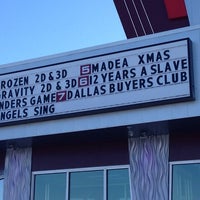 ROZEN 2D & 3D 5 MADEA XMAS
RAVITY 2D & 3D 6 12 YEARS A SLAVE
NDERS GAME 7 DALLAS BUYERS CLUB
NGELS SING